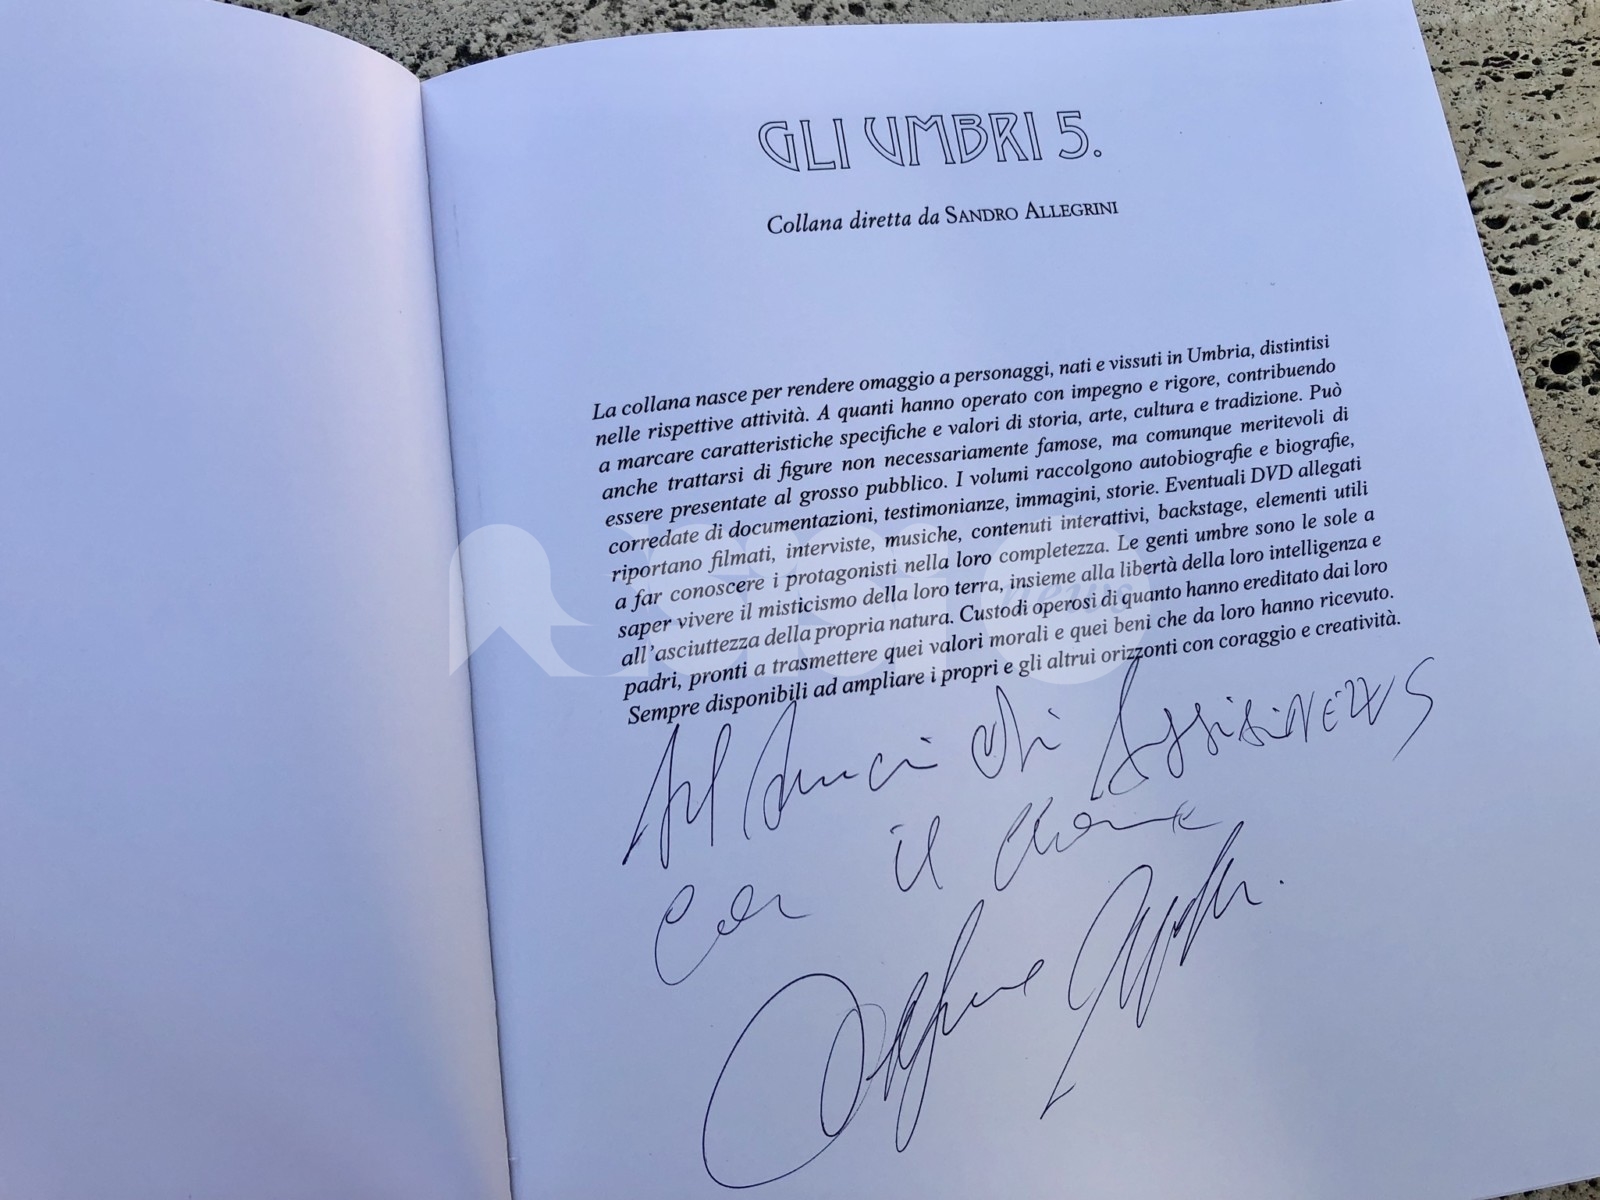 GLI UMBRI 5.
Collana diretta da SANDRO ALLEGRINI
La collana nasce per rendere omaggio a personaggi, nati e vissuti in Umbria, distintisi
nelle rispettive attività. A quanti hanno operato con impegno e rigore, contribuendo
a marcare caratteristiche specifiche e valori di storia, arte, cultura e tradizione. Può
anche trattarsi di figure non necessariamente famose, ma comunque meritevoli di
essere presentate al grosso pubblico. I volumi raccolgono autobiografie e biografie,
corredate di documentazioni, testimonianze, immagini, storie. Eventuali DVD allegati
riportano filmati, interviste, musiche, contenuti interattivi, backstage, elementi utili
a far conoscere i protagonisti nella loro completezza. Le genti umbre sono le sole a
saper vivere il misticismo della loro terra, insieme alla libertà della loro intelligenza e
all'asciuttezza della propria natura. Custodi operosi di quanto hanno ereditato dai loro
padri, pronti a trasmettere quei valori morali e quei beni che da loro hanno ricevuto.
Sempre disponibili ad ampliare i propri e gli altrui orizzonti con coraggio e creatività.
Amici di AssisiNEWS
con il
assisi news